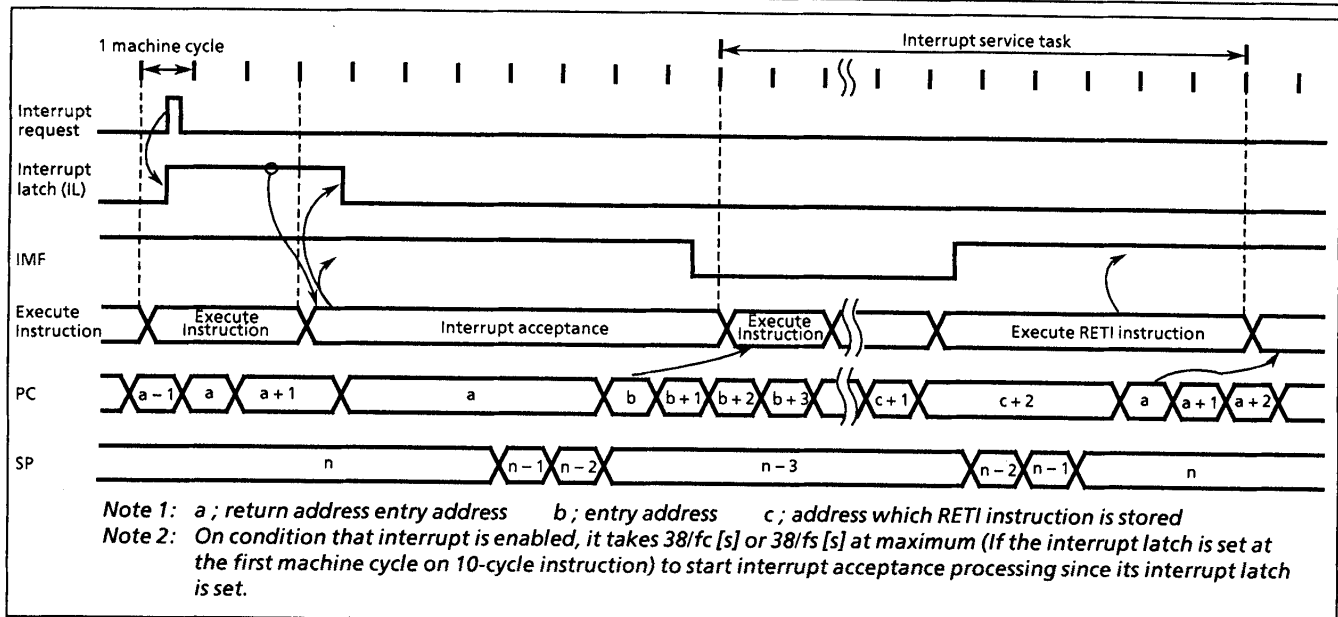 1 machine cycle
Interrupt service task
Interrupt
request
Interrupt
latch (IL)
IMF
Execute
Instruction
Execute
Instruction
Interrupt acceptance
Execute
Instruction
Execute RETI instruction
PC
a – 1 a a + 1 a b b + 1 b + 2 b + 3 c + 1 c + 2 a a + 1 a + 2
SP
n n – 1 n – 2 n – 3 n – 2 n – 1 n
Note 1: a ; return address entry address b ; entry address c ; address which RETI instruction is stored
Note 2: On condition that interrupt is enabled, it takes 38/fc [s] or 38/fs [s] at maximum (If the interrupt latch is set at
the first machine cycle on 10-cycle instruction) to start interrupt acceptance processing since its interrupt latch
is set.